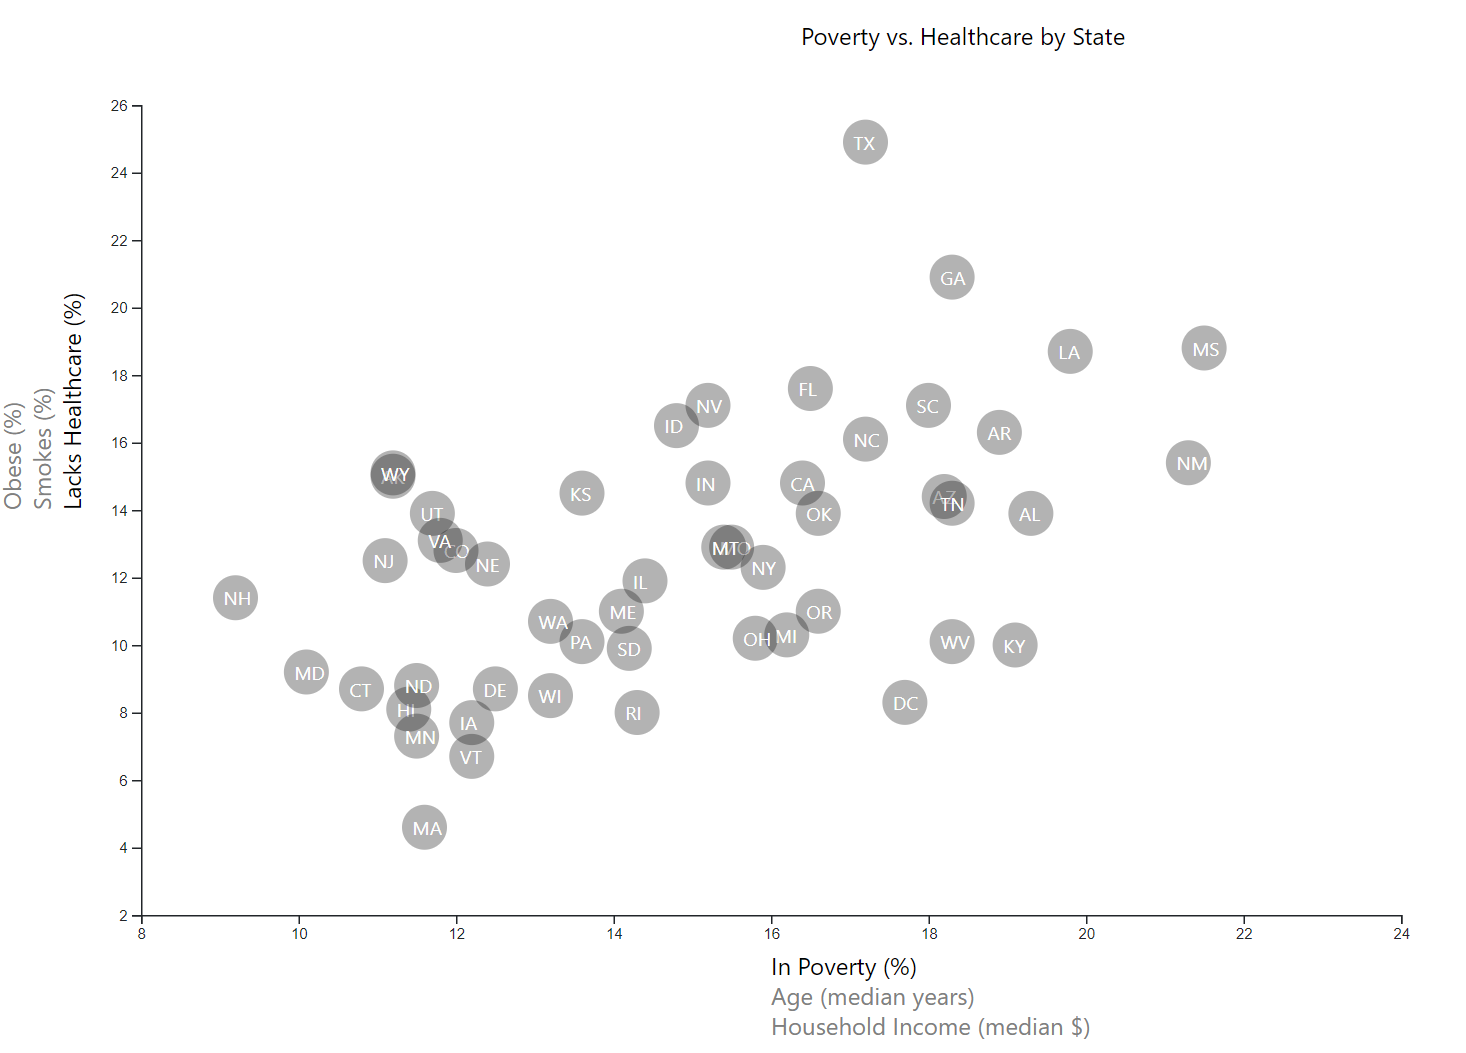 Poverty vs. Healthcare by State
26
24
22
20
18
16
14
12
10
8
6
4
2
8
10
12
14
16
18
20
22
24
Obese (%)
Smokes (%)
Lacks Healthcare (%)
In Poverty (%)
Age (median years)
Household Income (median $)
TX
GA
LA
MS
FL
NV
SC
ID
AR
NC
NM
WY
IN
CA
KS
AZ
TN
UT
OK
AL
VA
CO
MT
NJ
NE
NY
IL
NH
ME
OR
WA
OH
MI
PA
SD
WV
KY
MD
ND
CT
DE
WI
HI
DC
RI
IA
MN
VT
MA